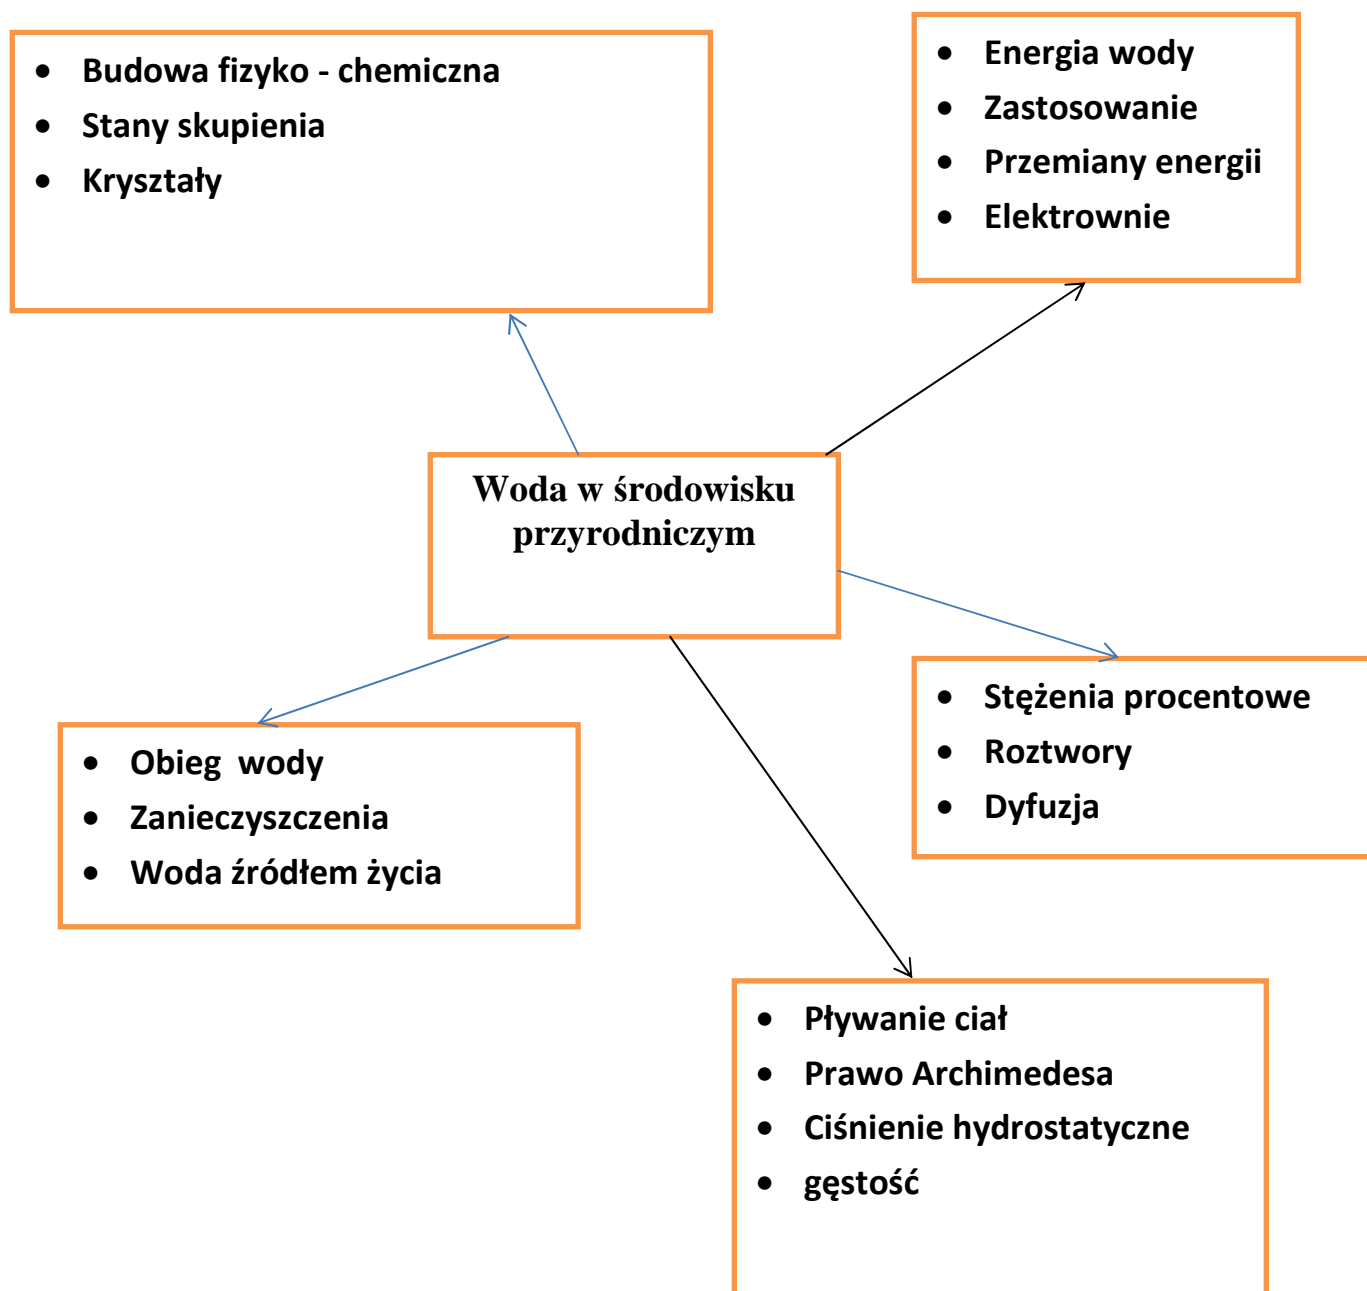 • Budowa fizyko - chemiczna
• Stany skupienia
• Kryształy
• Energia wody
• Zastosowanie
• Przemiany energii
• Elektrownie
Woda w środowisku
przyrodniczym
• Stężenia procentowe
• Roztwory
• Dyfuzja
• Obieg  wody
• Zanieczyszczenia
• Woda źródłem życia
• Pływanie ciał
• Prawo Archimedesa
• Ciśnienie hydrostatyczne
• gęstość